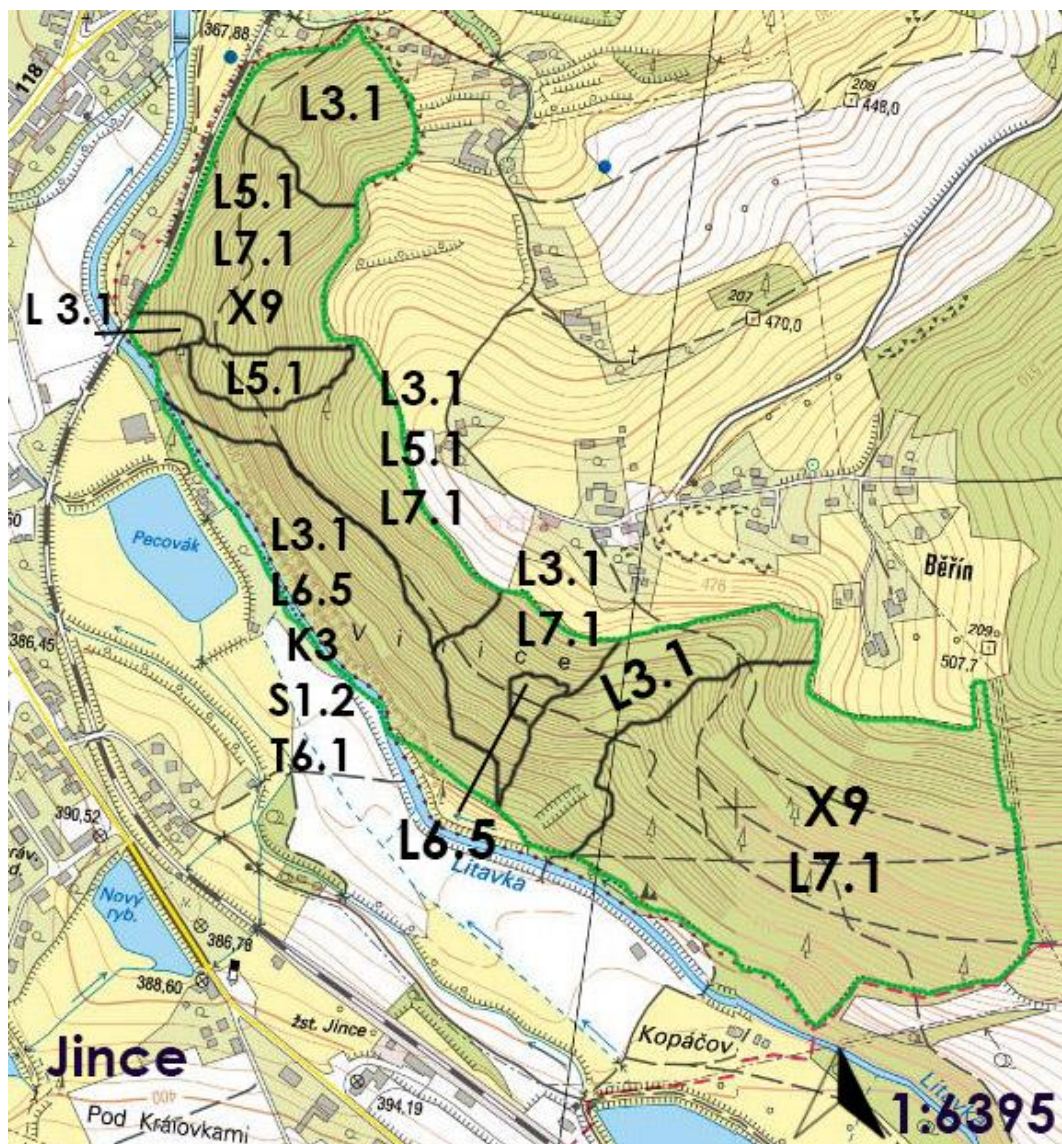 367,88
118
L3.1
208
448,0
L5.1
L7.1
X9
L 3.1
207
470,0
L5.1
L3.1
L5.1
L7.1
Pecovák
L3.1
L6.5
K3
S1.2
T6.1
V i n i c e
L3.1
L7.1
L3.1
476
Běřín
209
507,7
386,45
390,52
Nový
ryb.
386,78
388,60
L6.5
Litavka
X9
L7.1
Jince
žst. Jince
394,19
400
Pod Kráľovkami
Kopáčov
1:6395